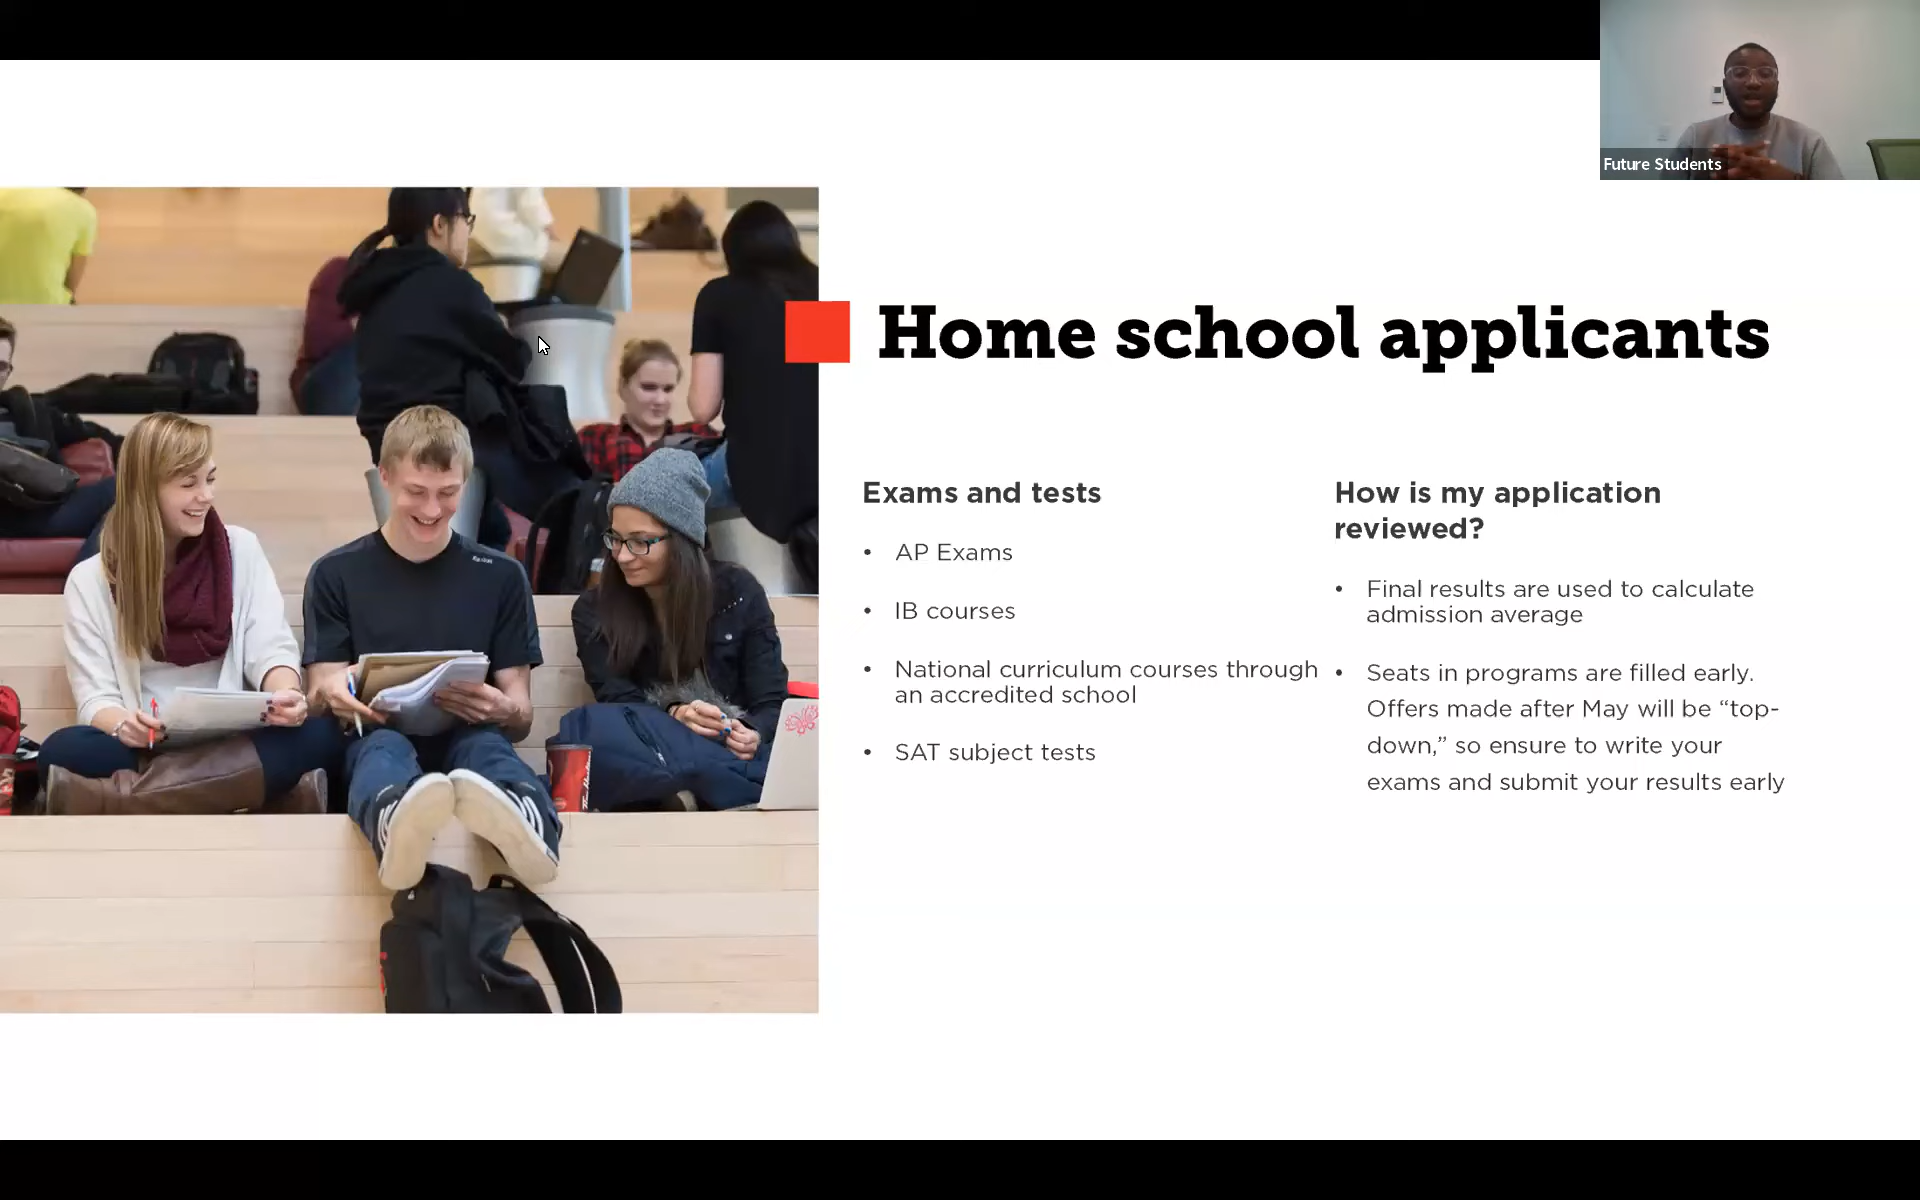 Future Students
Home school applicants
Exams and tests
• AP Exams
• IB courses
• National curriculum courses through
an accredited school
• SAT subject tests
How is my application
reviewed?
• Final results are used to calculate
admission average
• Seats in programs are filled early.
Offers made after May will be “top-
down,” so ensure to write your
exams and submit your results early